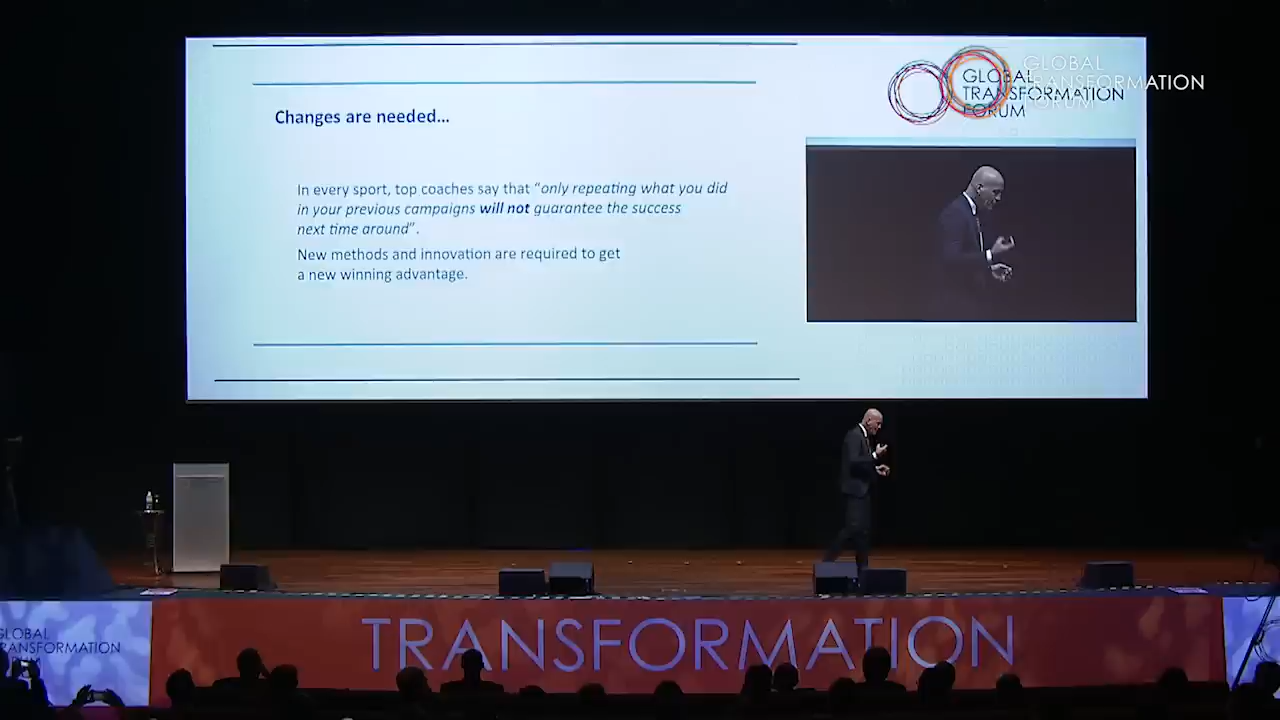 Changes are needed...
In every sport, top coaches say that “only repeating what you did
in your previous campaigns will not guarantee the success
next time around”.
New methods and innovation are required to get
a new winning advantage.
GLOBAL
TRANSFORMATION
FORUM
GLOBAL
TRANSFORMATION
FORUM
TRANSFORMATION
GLOBAL
RANSFORMATION